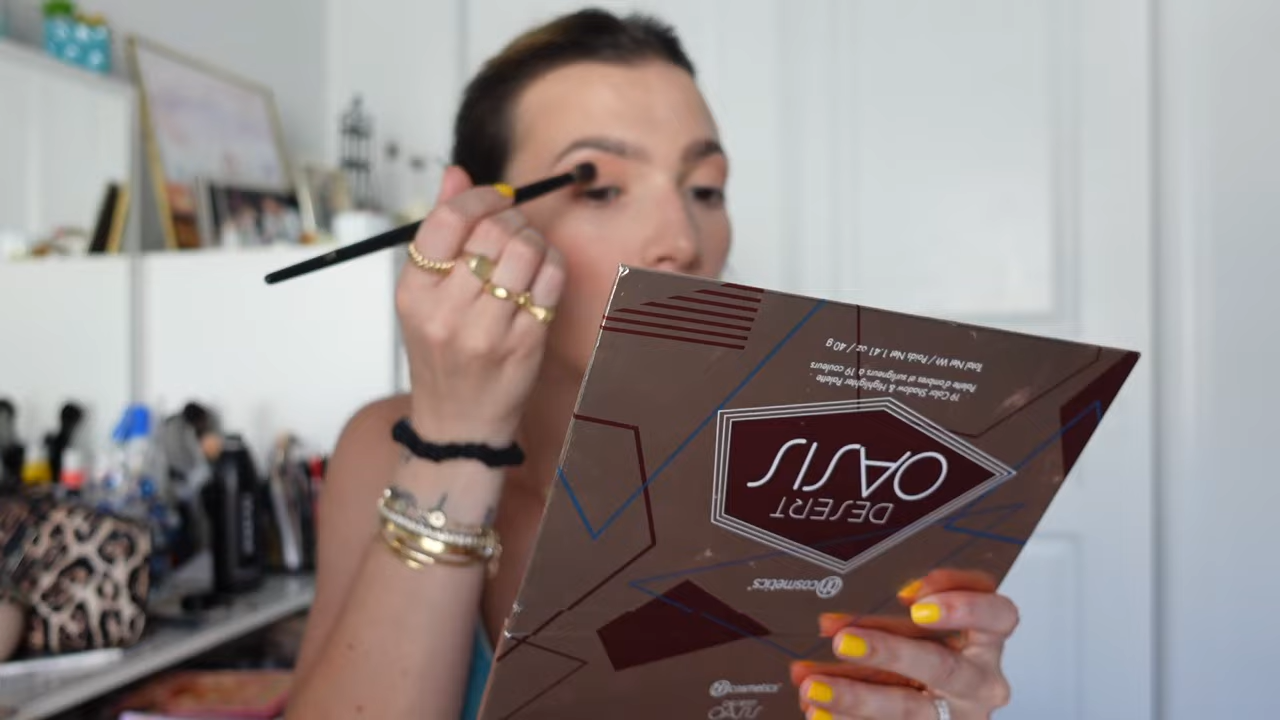 DESERT
OASIS
19 Color Shadow & Highlighter Palette
Palette d'ombres et surligneurs à 19 couleurs
Total Net Wt / Poids Net 1.41 oz / 40 g
bh cosmetics
bh cosmetics